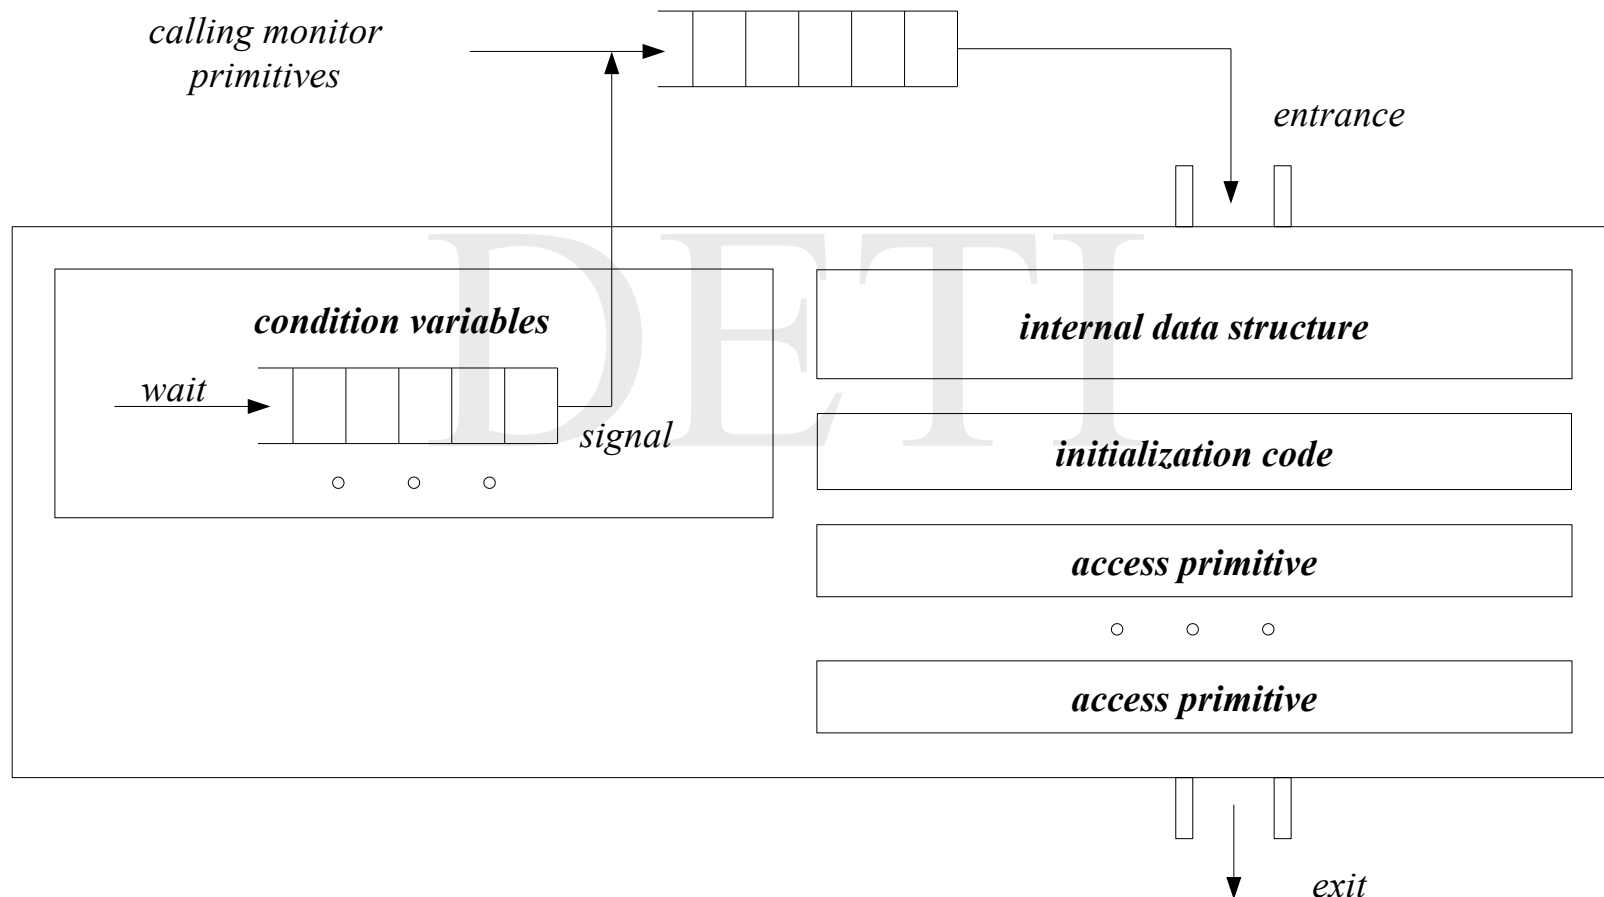 calling monitor
primitives
entrance
DETI
condition variables
internal data structure
wait
signal
initialization code
access primitive
access primitive
exit